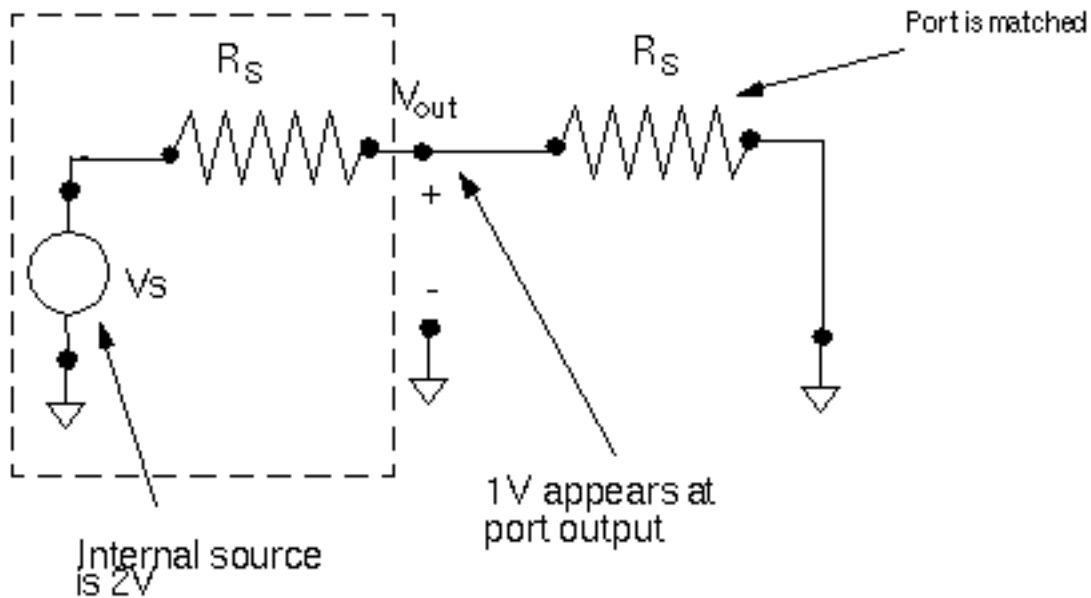 Port is matched
RS
RS
Vout
+
VS
-
1V appears at
port output
Internal source
is 2V